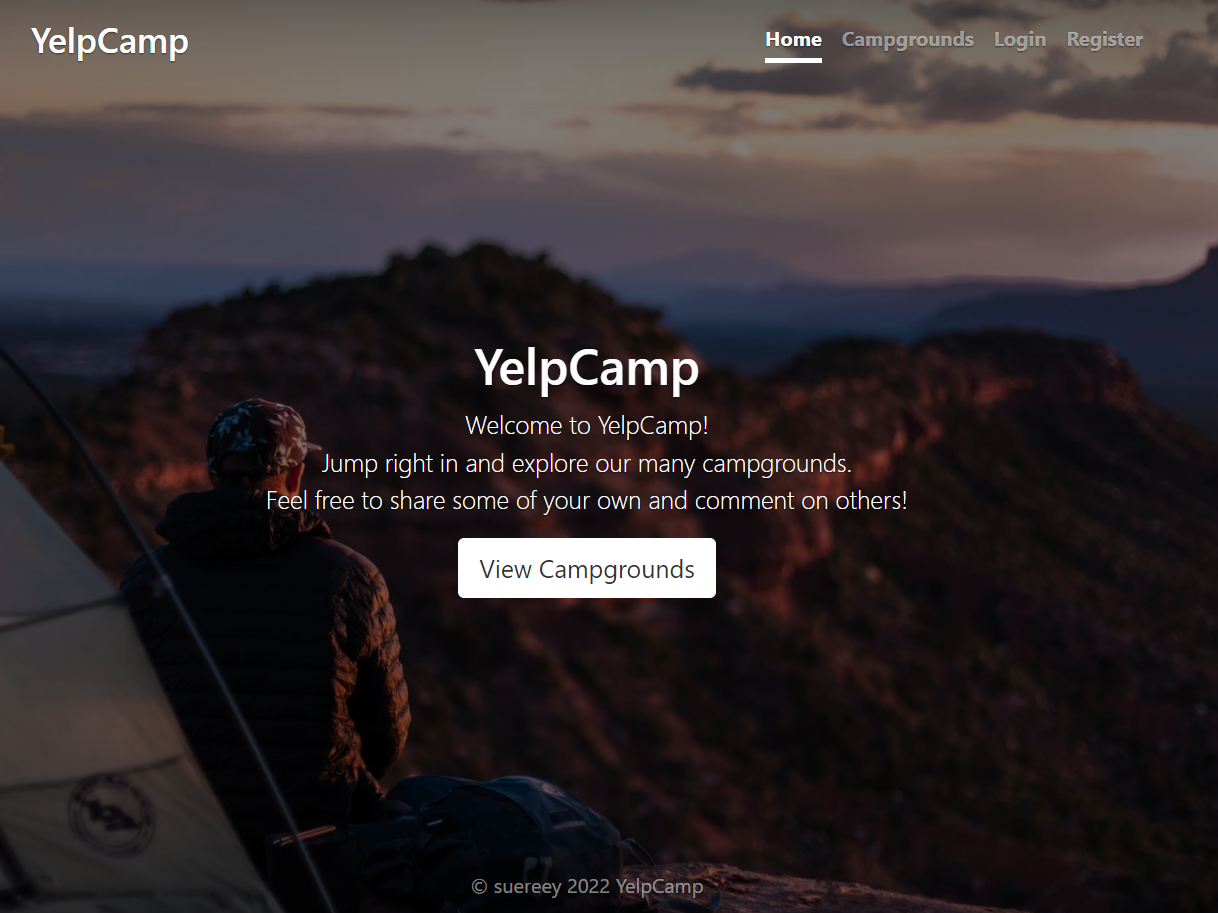 YelpCamp
Home Campgrounds Login Register
YelpCamp
Welcome to YelpCamp!
Jump right in and explore our many campgrounds.
Feel free to share some of your own and comment on others!
View Campgrounds
© suereey 2022 YelpCamp